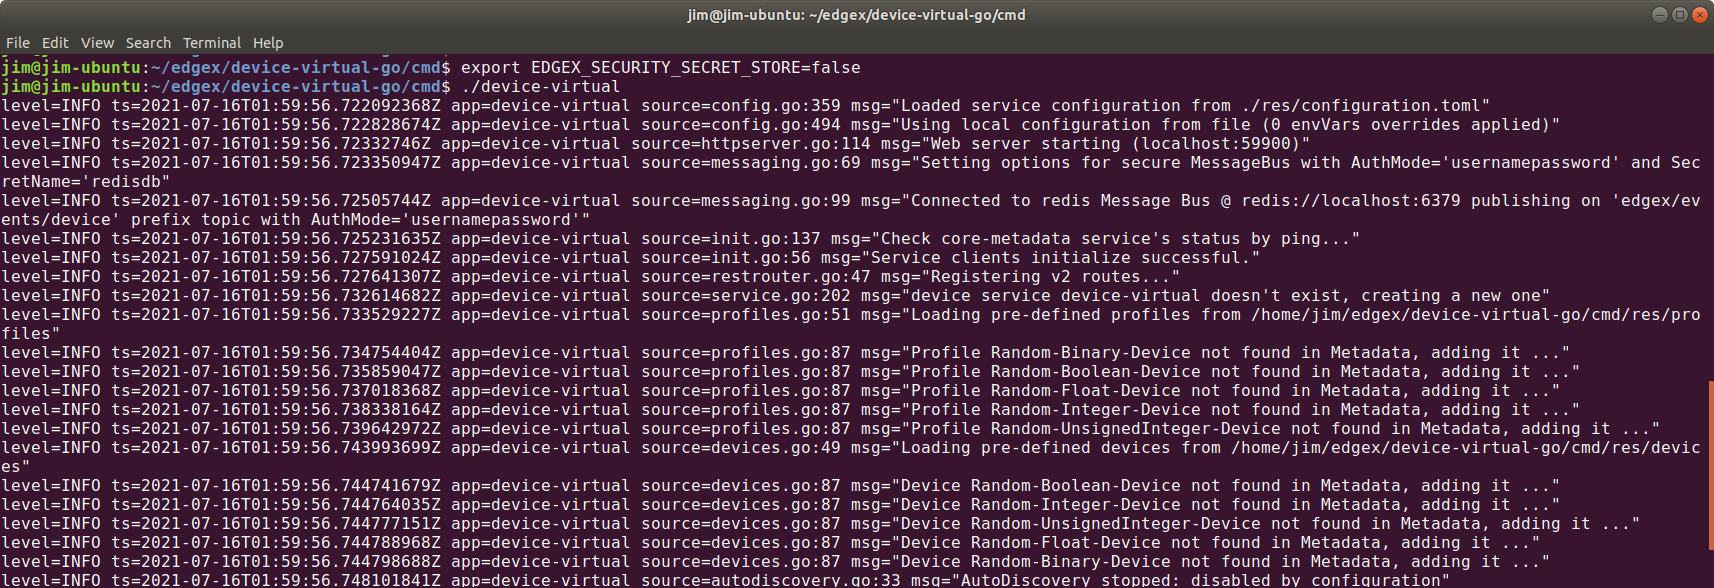 jim@jim-ubuntu: ~/edgex/device-virtual-go/cmd
File Edit View Search Terminal Help
jim@jim-ubuntu:~/edgex/device-virtual-go/cmd$ export EDGEX_SECURITY_SECRET_STORE=false
jim@jim-ubuntu:~/edgex/device-virtual-go/cmd$ ./device-virtual
level=INFO ts=2021-07-16T01:59:56.722092368Z app=device-virtual source=config.go:359 msg="Loaded service configuration from ./res/configuration.toml"
level=INFO ts=2021-07-16T01:59:56.722828674Z app=device-virtual source=config.go:494 msg="Using local configuration from file (0 envVars overrides applied)"
level=INFO ts=2021-07-16T01:59:56.72332746Z app=device-virtual source=httpserver.go:114 msg="Web server starting (localhost:59900)"
level=INFO ts=2021-07-16T01:59:56.723350947Z app=device-virtual source=messaging.go:69 msg="Setting options for secure MessageBus with AuthMode='usernamepassword' and Sec
retName='redisdb"
level=INFO ts=2021-07-16T01:59:56.72505744Z app=device-virtual source=messaging.go:99 msg="Connected to redis Message Bus @ redis://localhost:6379 publishing on 'edgex/ev
ents/device' prefix topic with AuthMode='usernamepassword'"
level=INFO ts=2021-07-16T01:59:56.725231635Z app=device-virtual source=init.go:137 msg="Check core-metadata service's status by ping..."
level=INFO ts=2021-07-16T01:59:56.727591024Z app=device-virtual source=init.go:56 msg="Service clients initialize successful."
level=INFO ts=2021-07-16T01:59:56.727641307Z app=device-virtual source=restrouter.go:47 msg="Registering v2 routes..."
level=INFO ts=2021-07-16T01:59:56.732614682Z app=device-virtual source=service.go:202 msg="device service device-virtual doesn't exist, creating a new one"
level=INFO ts=2021-07-16T01:59:56.733529227Z app=device-virtual source=profiles.go:51 msg="Loading pre-defined profiles from /home/jim/edgex/device-virtual-go/cmd/res/pro
files"
level=INFO ts=2021-07-16T01:59:56.734754404Z app=device-virtual source=profiles.go:87 msg="Profile Random-Binary-Device not found in Metadata, adding it ..."
level=INFO ts=2021-07-16T01:59:56.735859047Z app=device-virtual source=profiles.go:87 msg="Profile Random-Boolean-Device not found in Metadata, adding it ..."
level=INFO ts=2021-07-16T01:59:56.737018368Z app=device-virtual source=profiles.go:87 msg="Profile Random-Float-Device not found in Metadata, adding it ..."
level=INFO ts=2021-07-16T01:59:56.738338164Z app=device-virtual source=profiles.go:87 msg="Profile Random-Integer-Device not found in Metadata, adding it ..."
level=INFO ts=2021-07-16T01:59:56.739642972Z app=device-virtual source=profiles.go:87 msg="Profile Random-UnsignedInteger-Device not found in Metadata, adding it ..."
level=INFO ts=2021-07-16T01:59:56.743993699Z app=device-virtual source=devices.go:49 msg="Loading pre-defined devices from /home/jim/edgex/device-virtual-go/cmd/res/devic
es"
level=INFO ts=2021-07-16T01:59:56.744741679Z app=device-virtual source=devices.go:87 msg="Device Random-Boolean-Device not found in Metadata, adding it ..."
level=INFO ts=2021-07-16T01:59:56.744764035Z app=device-virtual source=devices.go:87 msg="Device Random-Integer-Device not found in Metadata, adding it ..."
level=INFO ts=2021-07-16T01:59:56.744777151Z app=device-virtual source=devices.go:87 msg="Device Random-UnsignedInteger-Device not found in Metadata, adding it ..."
level=INFO ts=2021-07-16T01:59:56.744788968Z app=device-virtual source=devices.go:87 msg="Device Random-Float-Device not found in Metadata, adding it ..."
level=INFO ts=2021-07-16T01:59:56.744798688Z app=device-virtual source=devices.go:87 msg="Device Random-Binary-Device not found in Metadata, adding it ..."
level=INFO ts=2021-07-16T01:59:56.748101841Z app=device-virtual source=autodiscovery.go:33 msg="AutoDiscovery stopped: disabled by configuration"